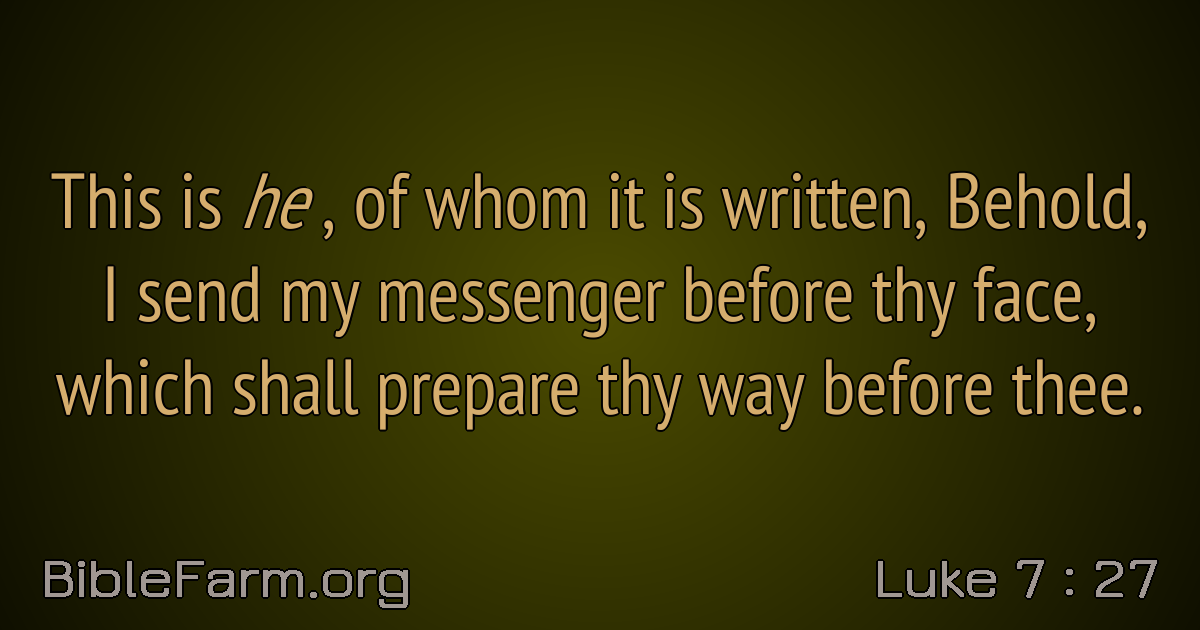 This is he , of whom it is written, Behold,
I send my messenger before thy face,
which shall prepare thy way before thee.
BibleFarm.org
Luke 7 : 27